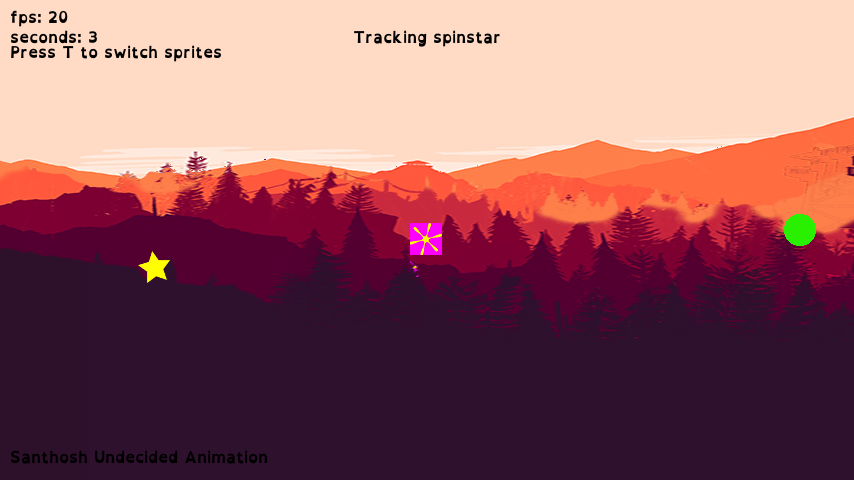 fps: 20
seconds: 3
Tracking spinstar
Press T to switch sprites
Santhosh Undecided Animation